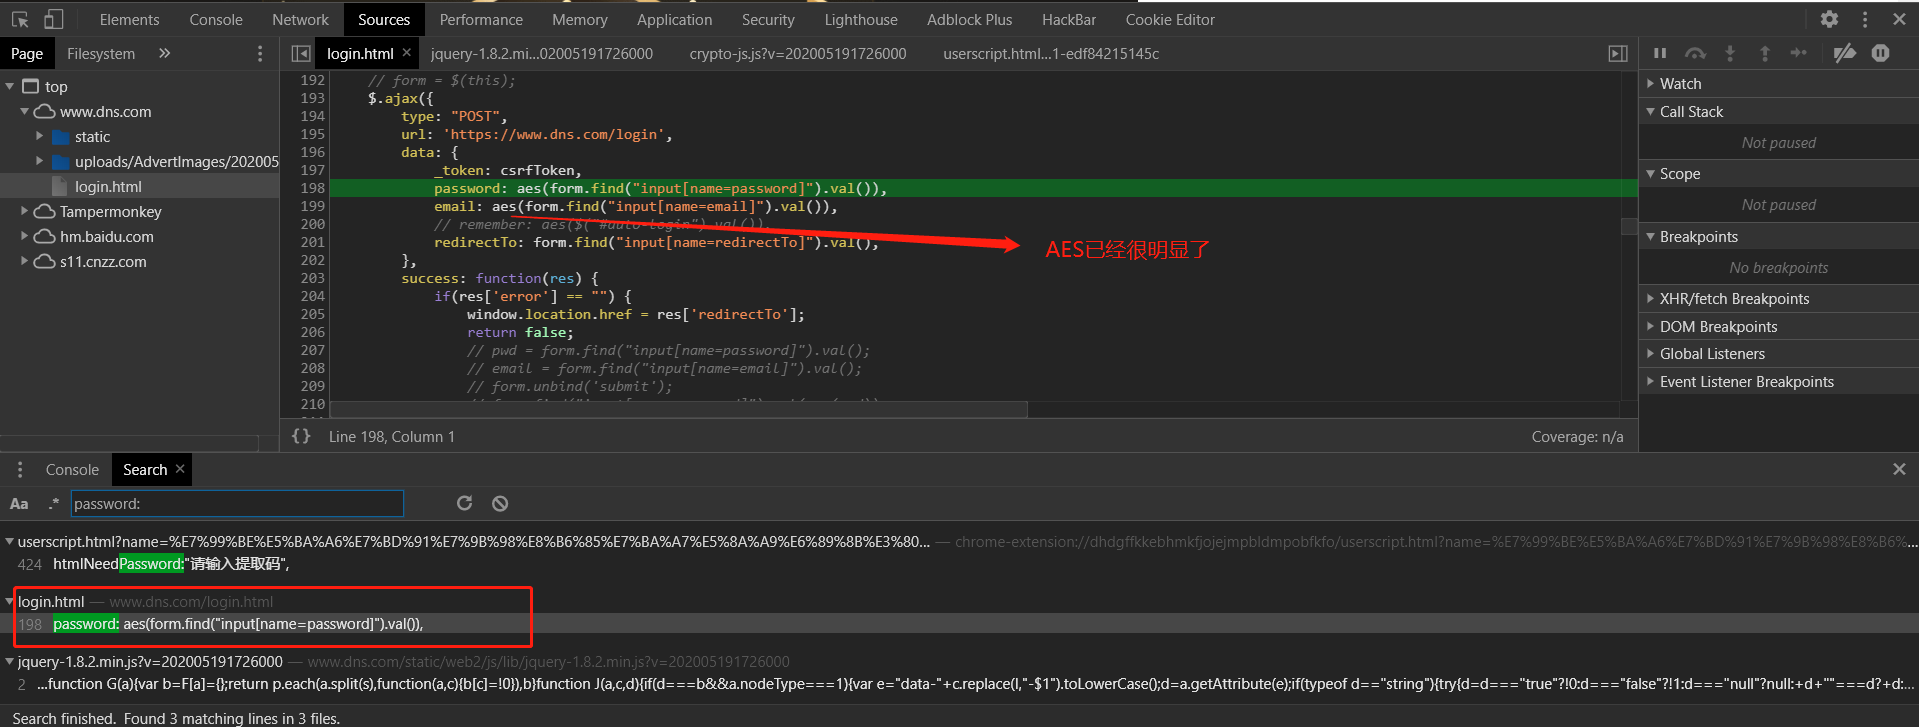 Elements Console Network Sources Performance Memory Application Security Lighthouse Adblock Plus HackBar Cookie Editor
Page Filesystem »
login.html × jquery-1.8.2.mi...02005191726000 crypto-js.js?v=202005191726000 userscript.html...1-edf84215145c
top
www.dns.com
static
uploads/AdvertImages/202005
login.html
Tampermonkey
hm.baidu.com
s11.cnzz.com
192 // form = $(this);
193 $.ajax({
194 type: "POST",
195 url: 'https://www.dns.com/login',
196 data: {
197 _token: csrfToken,
198 password: aes(form.find("input[name=password]").val()),
199 email: aes(form.find("input[name=email]").val()),
200 // remember: aes($("#auto-login").val()),
201 redirectTo: form.find("input[name=redirectTo]").val(),
202 },
203 success: function(res) {
204 if(res['error'] == "") {
205 window.location.href = res['redirectTo'];
206 return false;
207 // pwd = form.find("input[name=password]").val();
208 // email = form.find("input[name=email]").val();
209 // form.unbind('submit');
210
AES已经很明显了
{} Line 198, Column 1 Coverage: n/a
Watch
Call Stack
Not paused
Scope
Not paused
Breakpoints
No breakpoints
XHR/fetch Breakpoints
DOM Breakpoints
Global Listeners
Event Listener Breakpoints
Console Search ×
Aa .* password:
userscript.html?name=%E7%99%BE%E5%BA%A6%E7%BD%91%E7%9B%98%E8%B6%85%E7%BA%A7%E5%8A%A9%E6%89%8B%E3%80... — chrome-extension://dhdgffkkebhmkfjojejmpbldmpobfkfo/userscript.html?name=%E7%99%BE%E5%BA%A6%E7%BD%91%E7%9B%98%E8%B6%...
424 htmlNeedPassword:"请输入提取码",
login.html — www.dns.com/login.html
198 password: aes(form.find("input[name=password]").val()),
jquery-1.8.2.min.js?v=202005191726000 — www.dns.com/static/web2/js/lib/jquery-1.8.2.min.js?v=202005191726000
2 ...function G(a){var b=F[a]={};return p.each(a.split(s),function(a,c){b[c]=!0}),b}function J(a,c,d){if(d===b&&a.nodeType===1){var e="data-"+c.replace(I,"-$1").toLowerCase();d=a.getAttribute(e);if(typeof d=="string"){try{d=d==="true"?!0:d==="false"?!1:d==="null"?null:+d+""===d?+d:...
Search finished. Found 3 matching lines in 3 files.